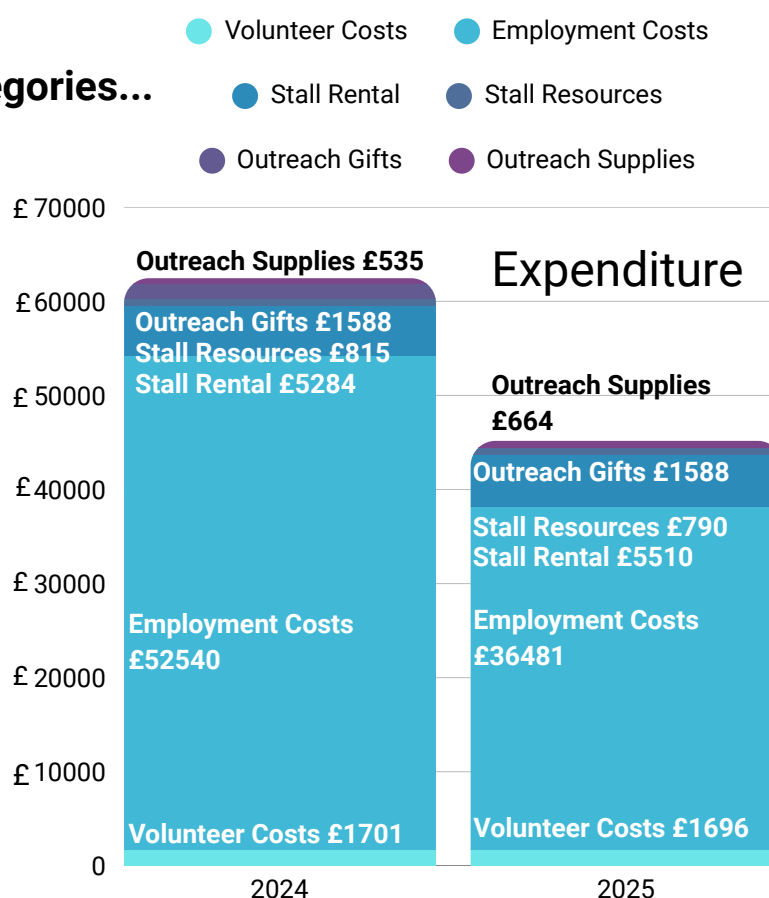 Volunteer Costs
Employment Costs
egories...
Stall Rental
Stall Resources
Outreach Gifts
Outreach Supplies
£ 70000
Outreach Supplies £535
Expenditure
£60000
Outreach Gifts £1588
Stall Resources £815
Stall Rental £5284
£ 50000
Outreach Supplies
£664
£40000
Outreach Gifts £1588
Stall Resources £790
Stall Rental £5510
£ 30000
Employment Costs
£52540
Employment Costs
£36481
£ 20000
£ 10000
Volunteer Costs £1701
Volunteer Costs £1696
0
2024
2025